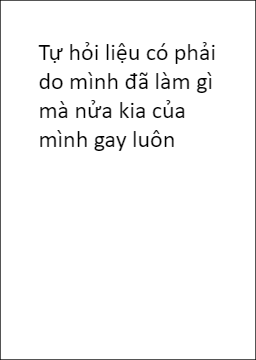 Tự hỏi liệu có phải
do mình đã làm gì
mà nửa kia của
mình gay luôn